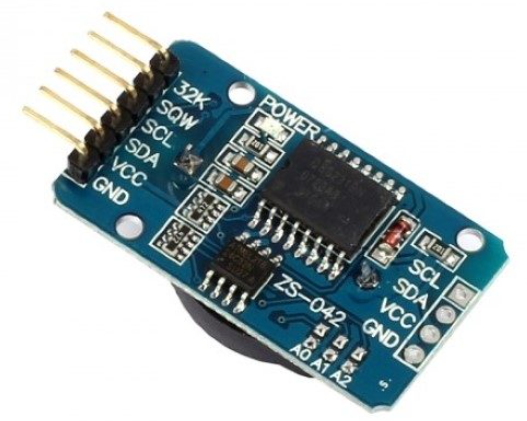 32K
SQW
SCL
SDA
VCC
GND
POWER
ZS-042
A0 A1 A2
SCL
SDA
VCC
GND